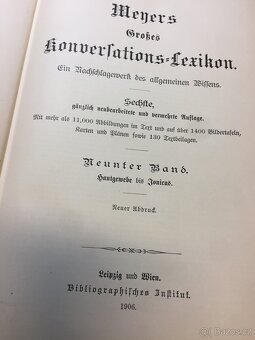 Meyers
Großes
Konversations-Lexikon.
Ein Nachschlagewerk des allgemeinen Wissens.
Sechste,
gänzlich neubearbeitete und vermehrte Auflage.
Mit mehr als 11,000 Abbildungen im Text und auf über 1400 Bildertafeln,
Karten und Plänen sowie 130 Textbeilagen.
Neunter Band.
Hautgewebe bis Jonicus.
Neuer Abdruck.
Leipzig und Wien.
Bibliographisches Institut.
1906.